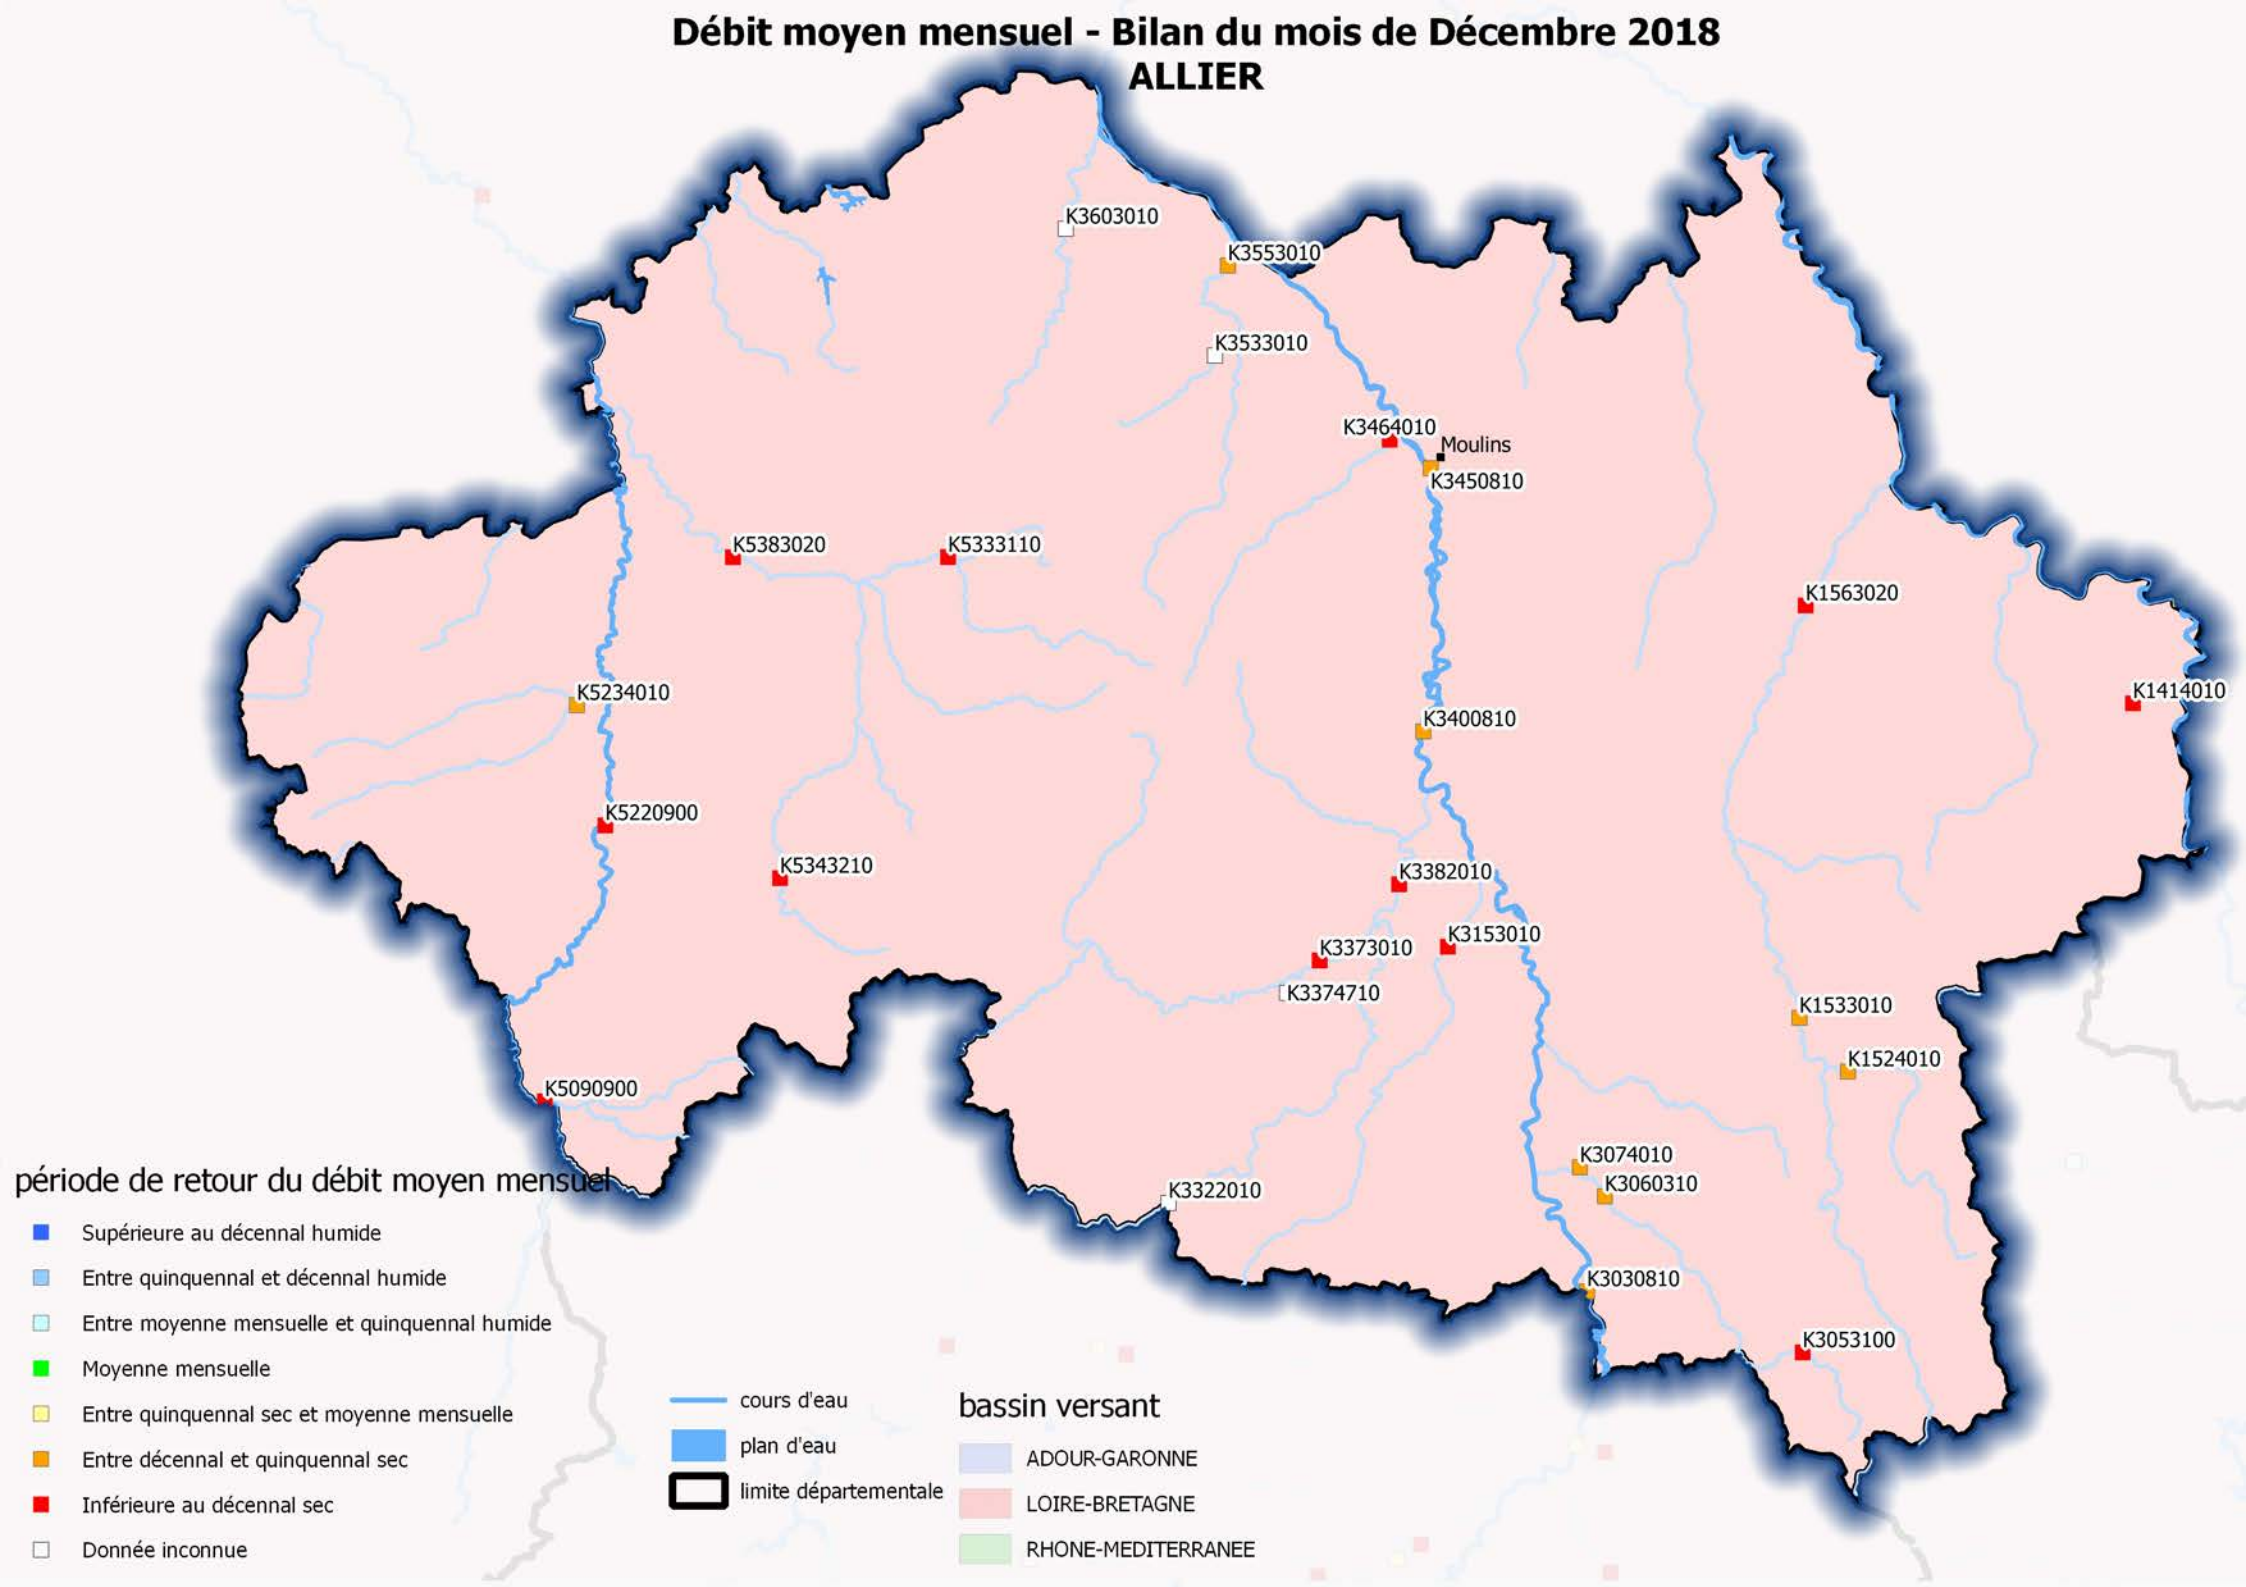 Débit moyen mensuel - Bilan du mois de Décembre 2018
ALLIER
K3603010
K3553010
K3533010
K3464010
Moulins
K3450810
K5383020
K5333110
K1563020
K5234010
K1414010
K3400810
K5220900
K5343210
K3382010
K3153010
K3373010
K3374710
K1533010
K1524010
K5090900
K3074010
K3060310
K3322010
K3030810
K3053100
période de retour du débit moyen mensuel
Supérieure au décennal humide
Entre quinquennal et décennal humide
Entre moyenne mensuelle et quinquennal humide
Moyenne mensuelle
Entre quinquennal sec et moyenne mensuelle
Entre décennal et quinquennal sec
Inférieure au décennal sec
Donnée inconnue
cours d'eau
plan d'eau
limite départementale
bassin versant
ADOUR-GARONNE
LOIRE-BRETAGNE
RHONE-MEDITERRANEE